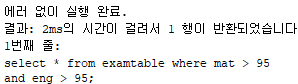 에러 없이 실행 완료.
결과: 2ms의 시간이 걸려서 1 행이 반환되었습니다
1번째 줄:
select * from examtable where mat > 95
and eng > 95;